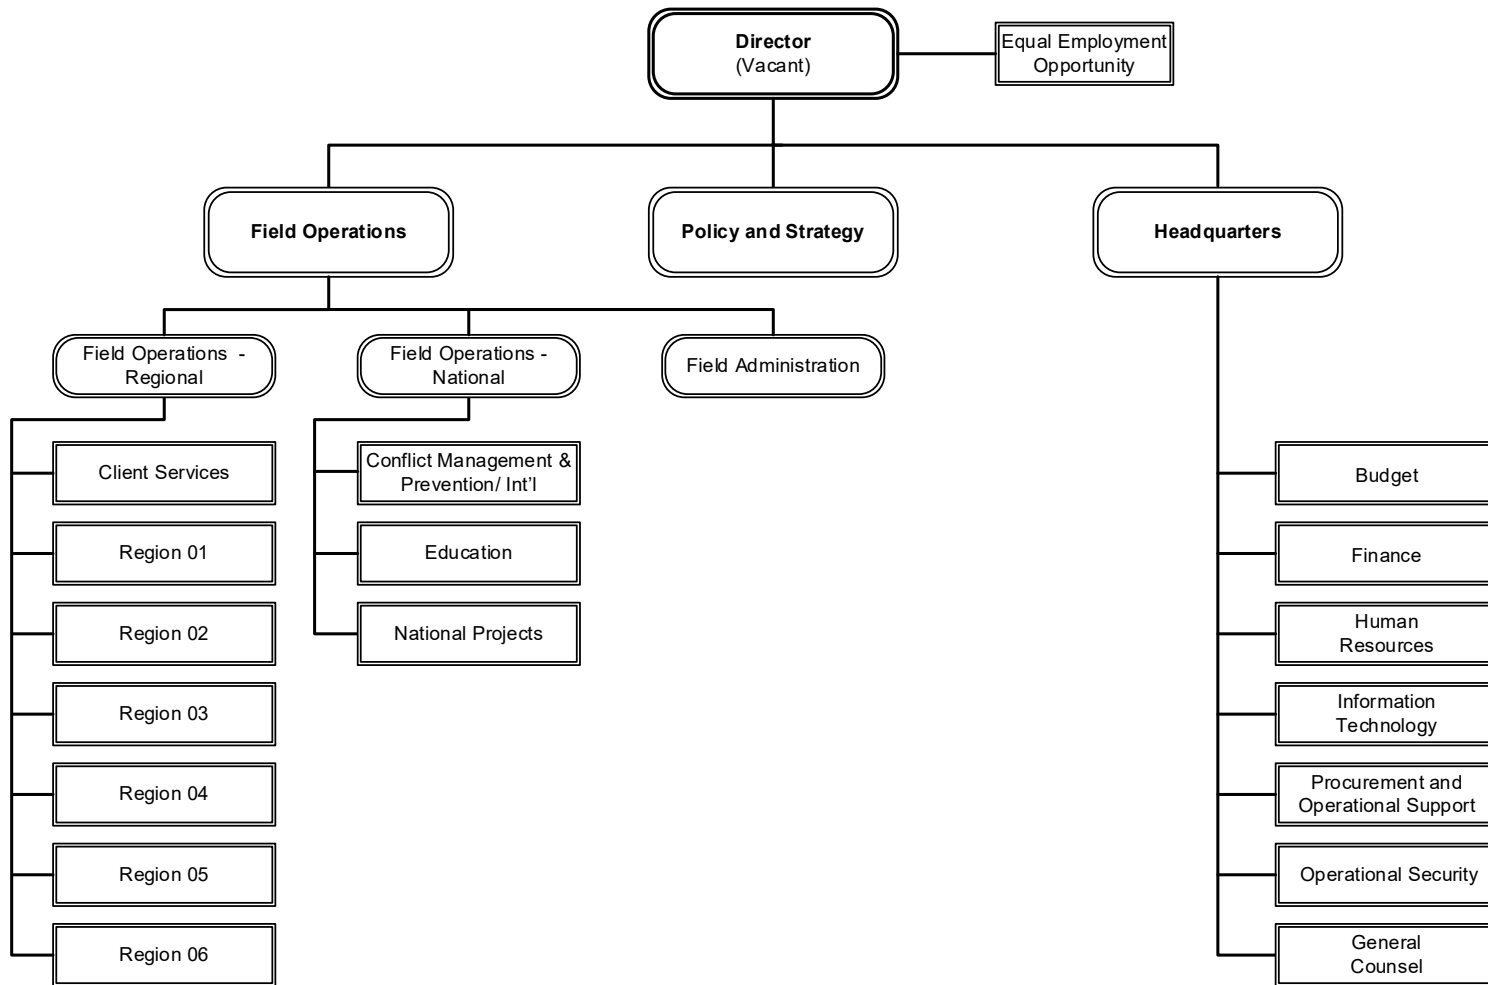 Director
(Vacant)
Equal Employment
Opportunity
Field Operations
Policy and Strategy
Headquarters
Field Operations -
Regional
Field Operations -
National
Field Administration
Client Services
Region 01
Region 02
Region 03
Region 04
Region 05
Region 06
Conflict Management &
Prevention/ Int'l
Education
National Projects
Budget
Finance
Human
Resources
Information
Technology
Procurement and
Operational Support
Operational Security
General
Counsel